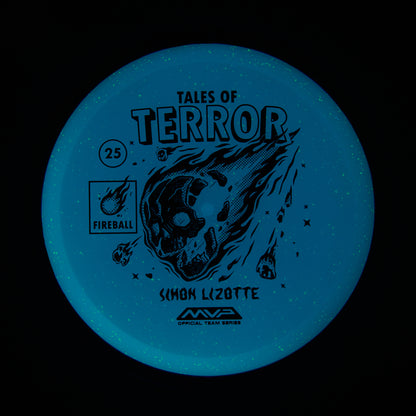 TALES OF
TERROR
25
FIREBALL
SIMON LIZOTTE
MVP
OFFICIAL TEAM SERIES